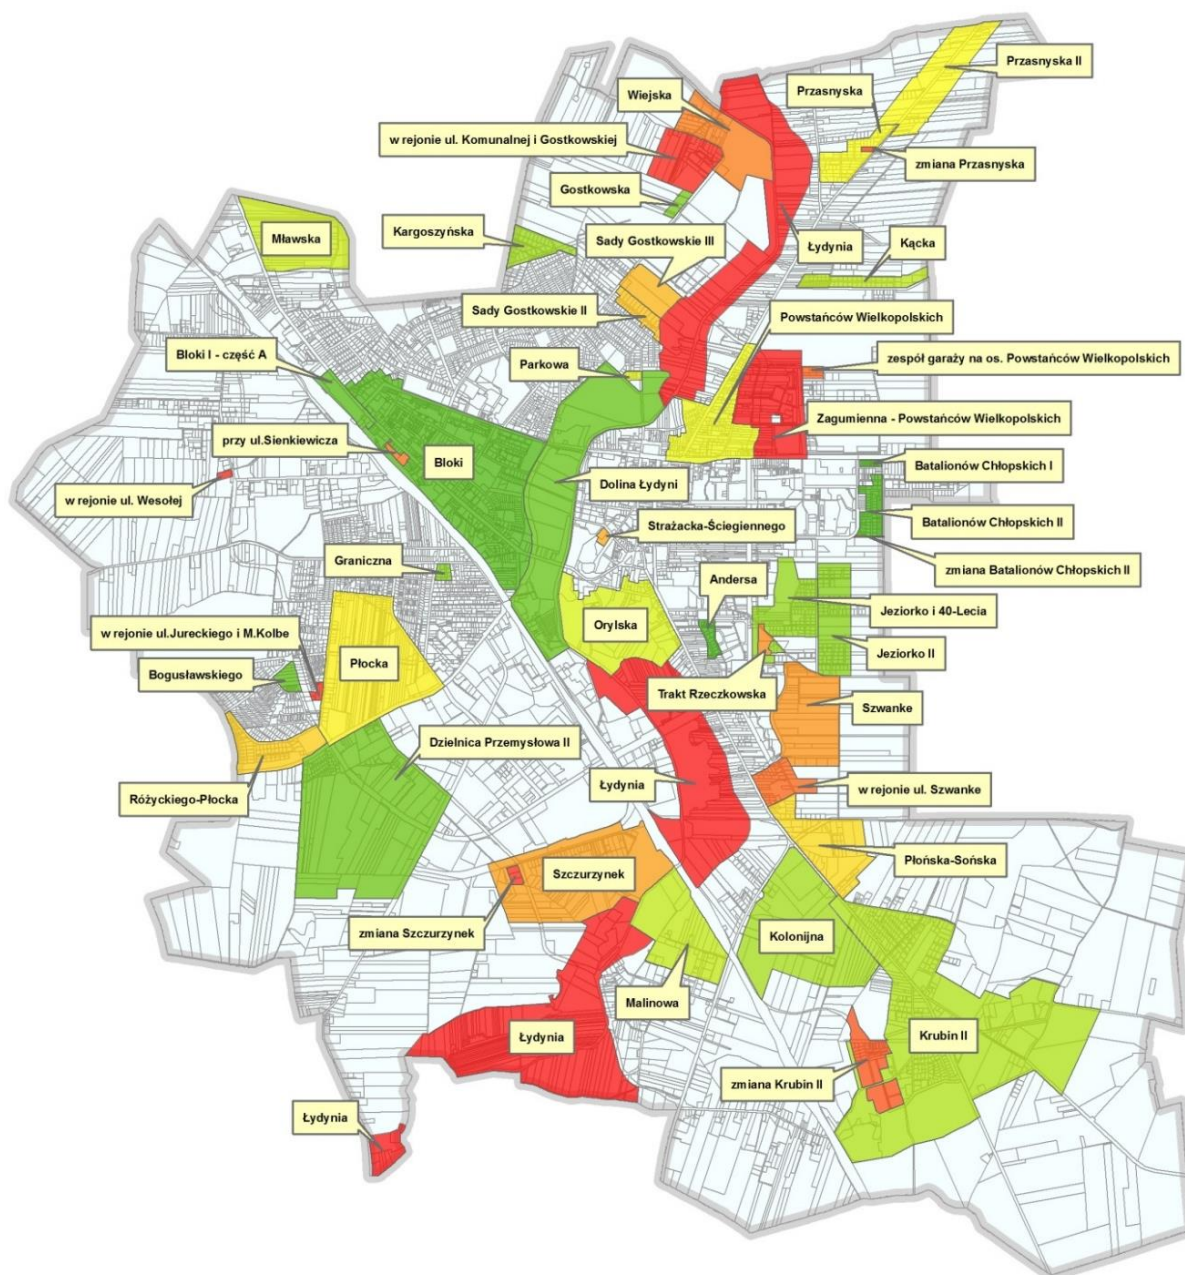 Przasnyska II
Wiejska
Przasnyska
w rejonie ul. Komunalnej i Gostkowskiej
zmiana Przasnyska
Gostkowska
Kargoszyńska
Mławska
Sady Gostkowskie III
Łydynia
Kącka
Sady Gostkowskie II
Powstańców Wielkopolskich
Bloki I - część A
Parkowa
zespół garaży na os. Powstańców Wielkopolskich
Zagumienna - Powstańców Wielkopolskich
przy ul.Sienkiewicza
Bloki
Batalionów Chłopskich I
w rejonie ul. Wesołej
Dolina Łydyni
Strażacka-Ściegiennego
Batalionów Chłopskich II
Graniczna
zmiana Batalionów Chłopskich II
Andersa
Jeziorko i 40-Lecia
Orylska
w rejonie ul.Jureckiego i M.Kolbe
Płocka
Jeziorko II
Bogusławskiego
Trakt Rzeczkowska
Szwanke
Dzielnica Przemysłowa II
Łydynia
w rejonie ul. Szwanke
Różyckiego-Płocka
Płońska-Sońska
Szczurzynek
zmiana Szczurzynek
Kolonijna
Malinowa
Łydynia
Krubin II
zmiana Krubin II
Łydynia